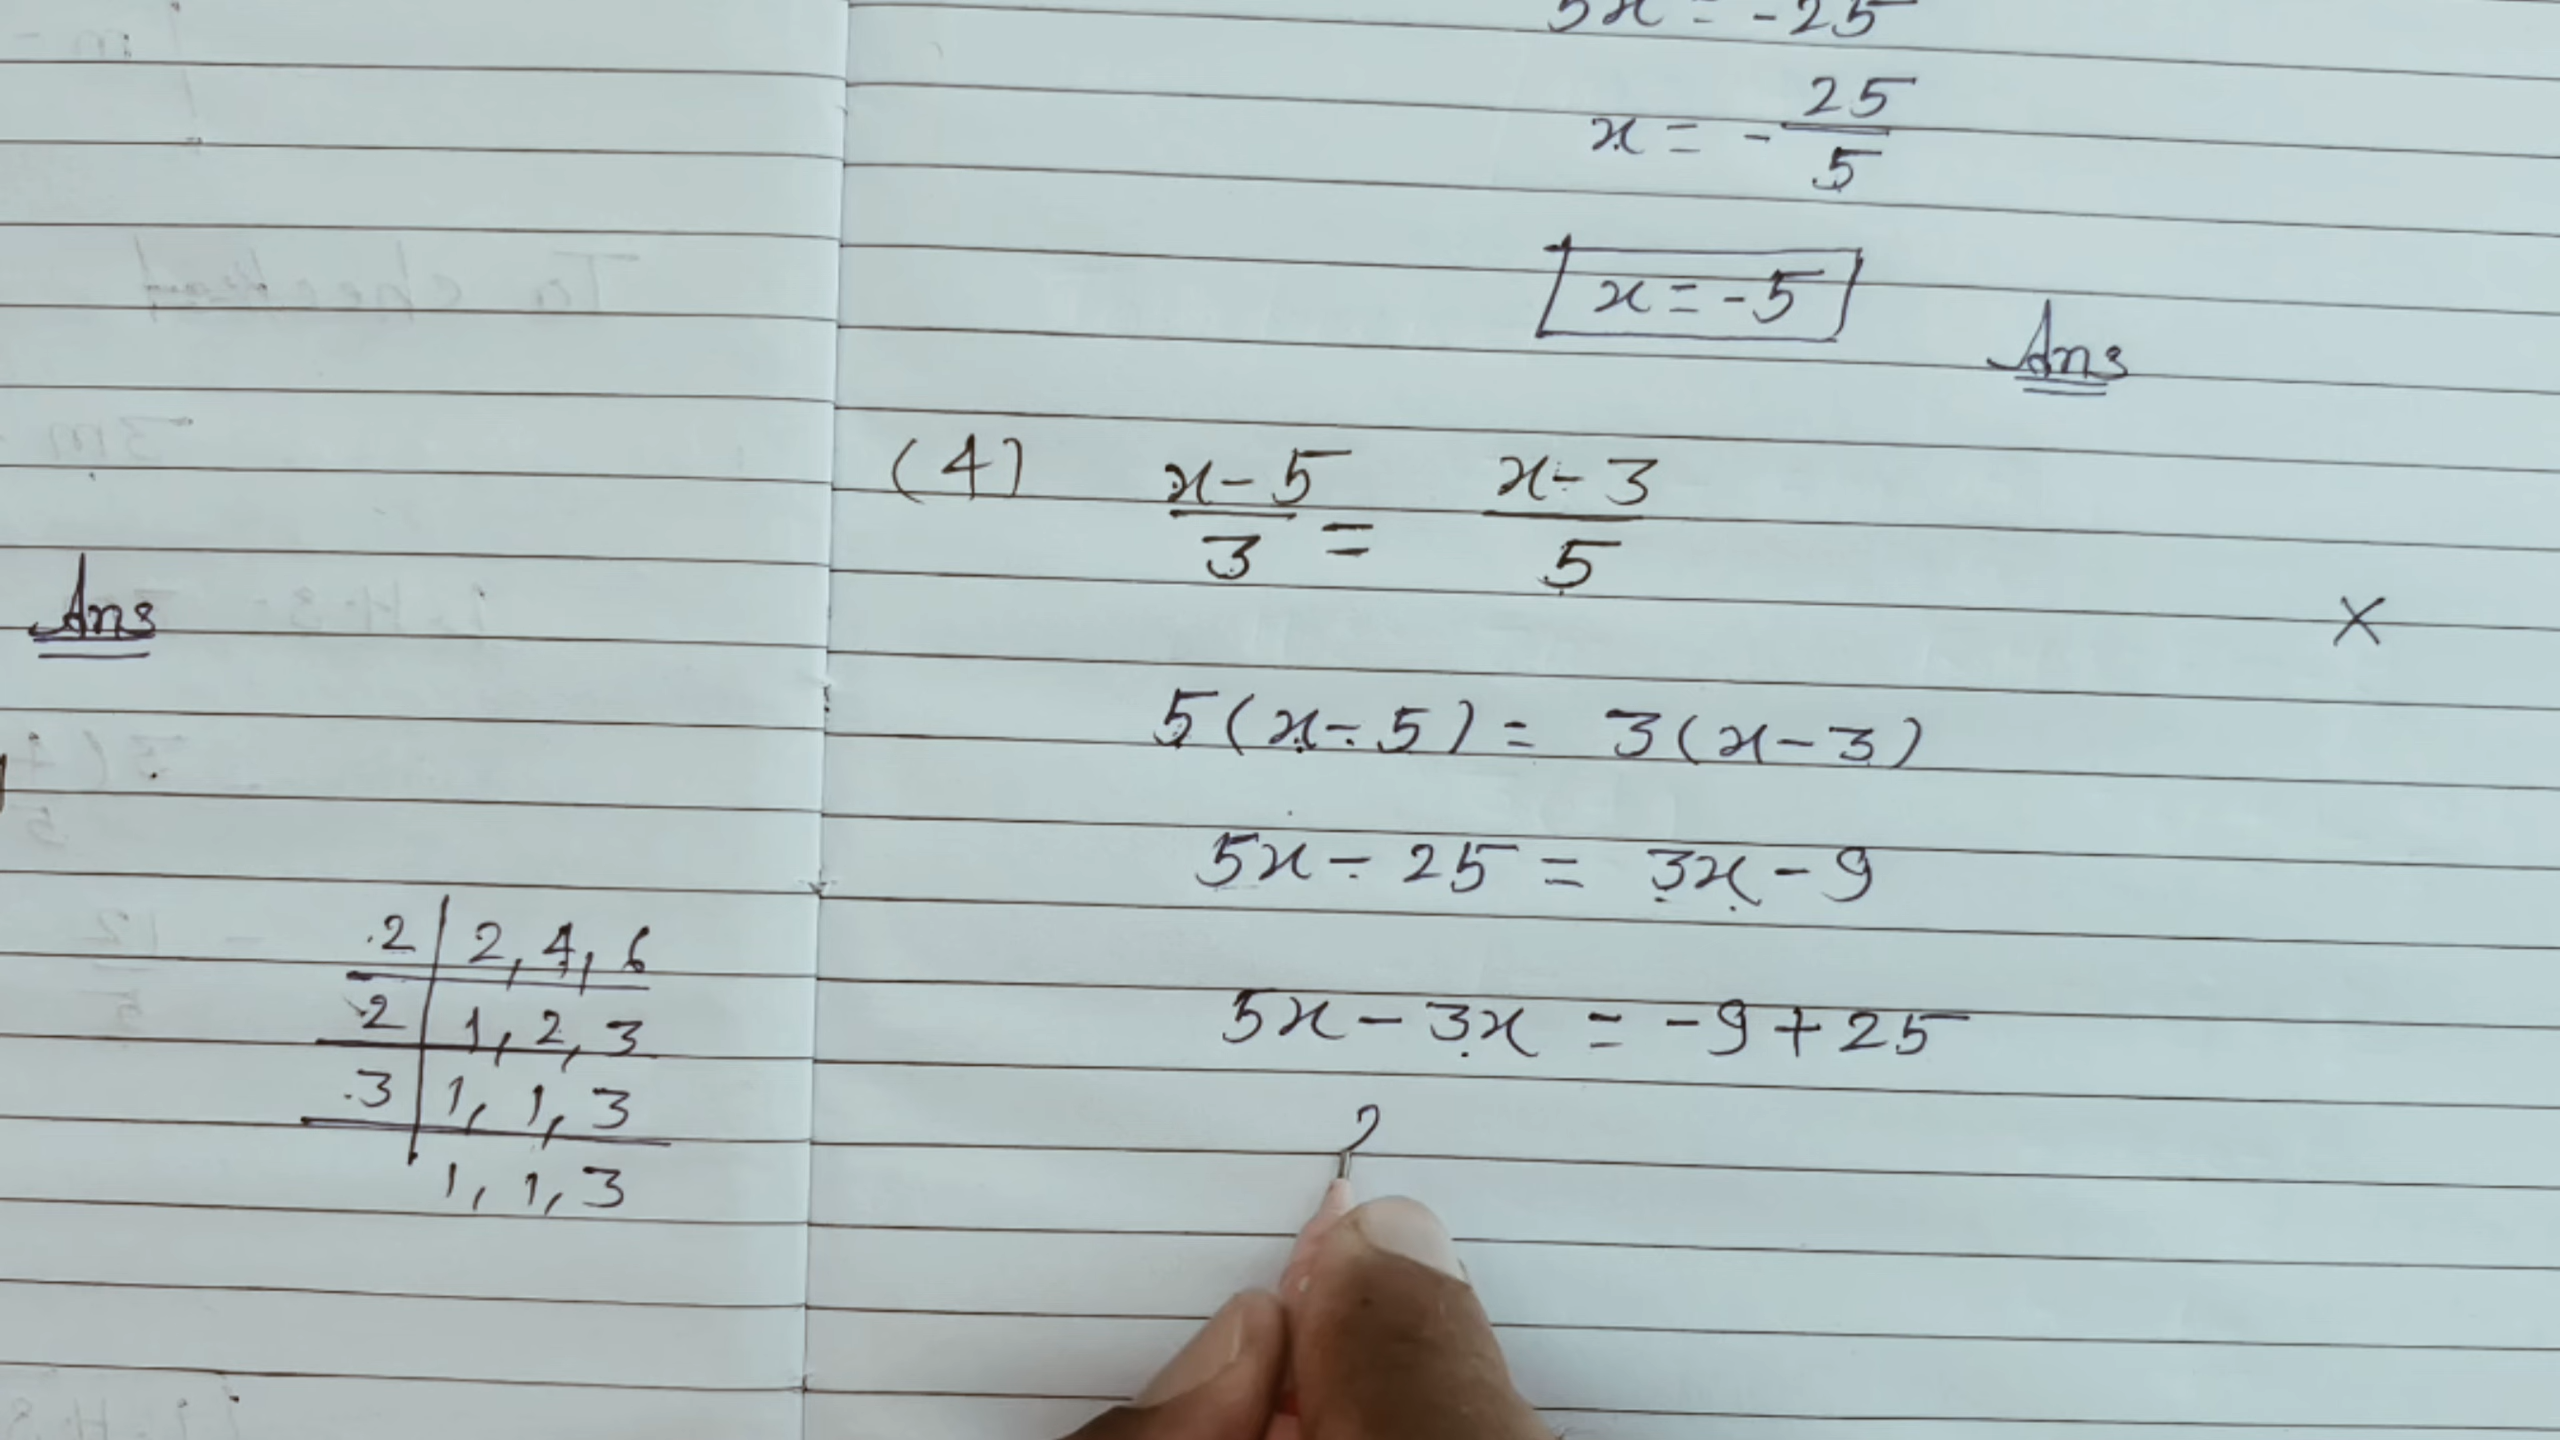 Ans
2 | 2, 4, 6
2 | 1, 2, 3
3 | 1, 1, 3
1, 1, 3
5x = -25
x = -25/5
x = -5
Ans
(4) x-5/3 = x-3/5
×
5(x-5) = 3(x-3)
5x-25 = 3x-9
5x-3x = -9+25
2